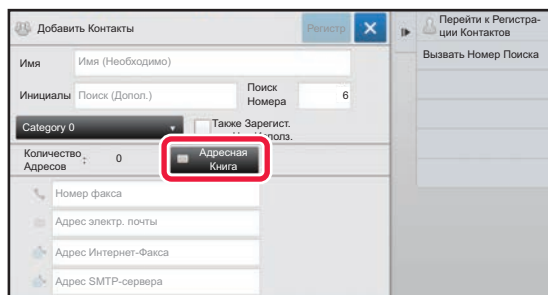 Добавить Контакты
Регистр
Имя
Имя (Необходимо)
Инициалы
Поиск (Допол.)
Поиск
Номера
6
Category 0
Также Зарегист.
Количество
Адресов
:
0
Адресная
Книга
Номер факса
Адрес электр. почты
Адрес Интернет-Факса
Адрес SMTP-сервера
Перейти к Регистра-
ции Контактов
Вызвать Номер Поиска